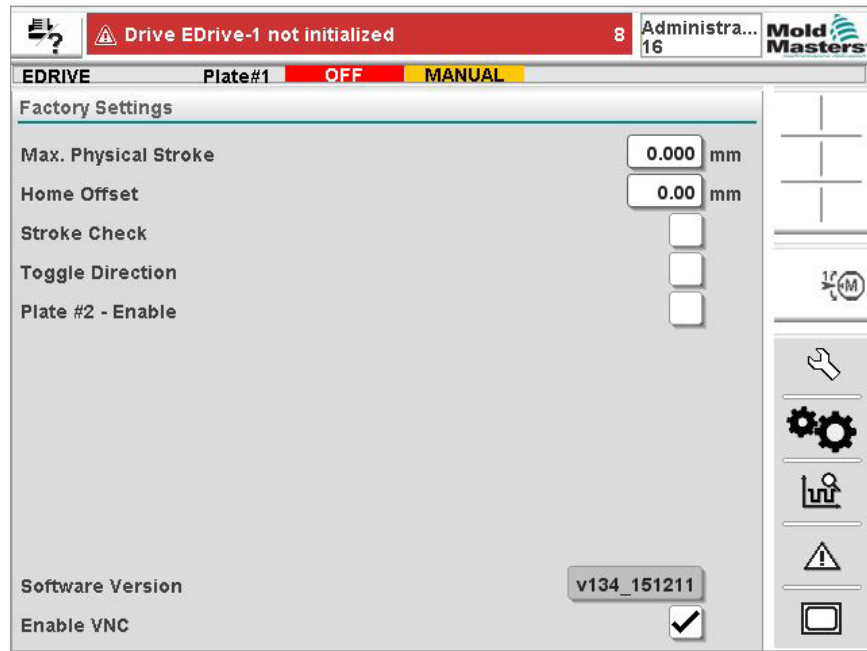 Drive EDrive-1 not initialized 8
Administra...
16
Mold
Masters
EDRIVE Plate#1 OFF MANUAL
Factory Settings
Max. Physical Stroke 0.000 mm
Home Offset 0.00 mm
Stroke Check
Toggle Direction
Plate #2 - Enable
Software Version v134_151211
Enable VNC